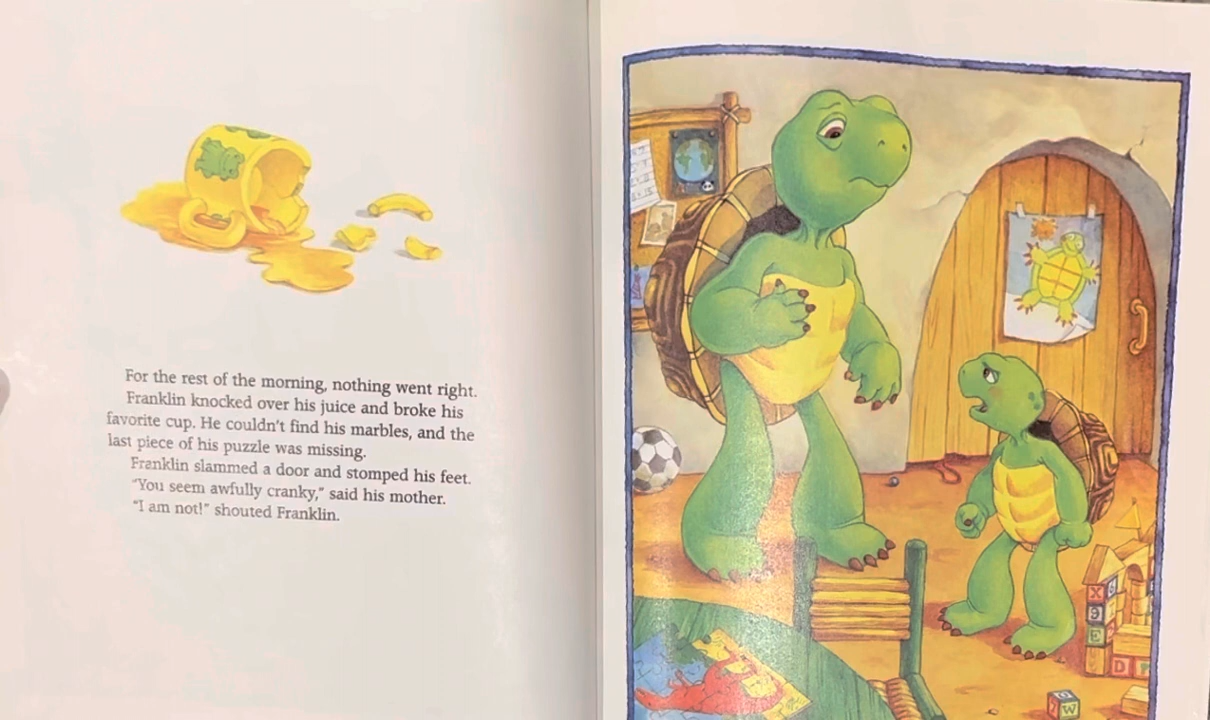 For the rest of the morning, nothing went right.
Franklin knocked over his juice and broke his
favorite cup. He couldn't find his marbles, and the
last piece of his puzzle was missing.
Franklin slammed a door and stomped his feet.
"You seem awfully cranky," said his mother.
"I am not!" shouted Franklin.
X
9
E
D
W